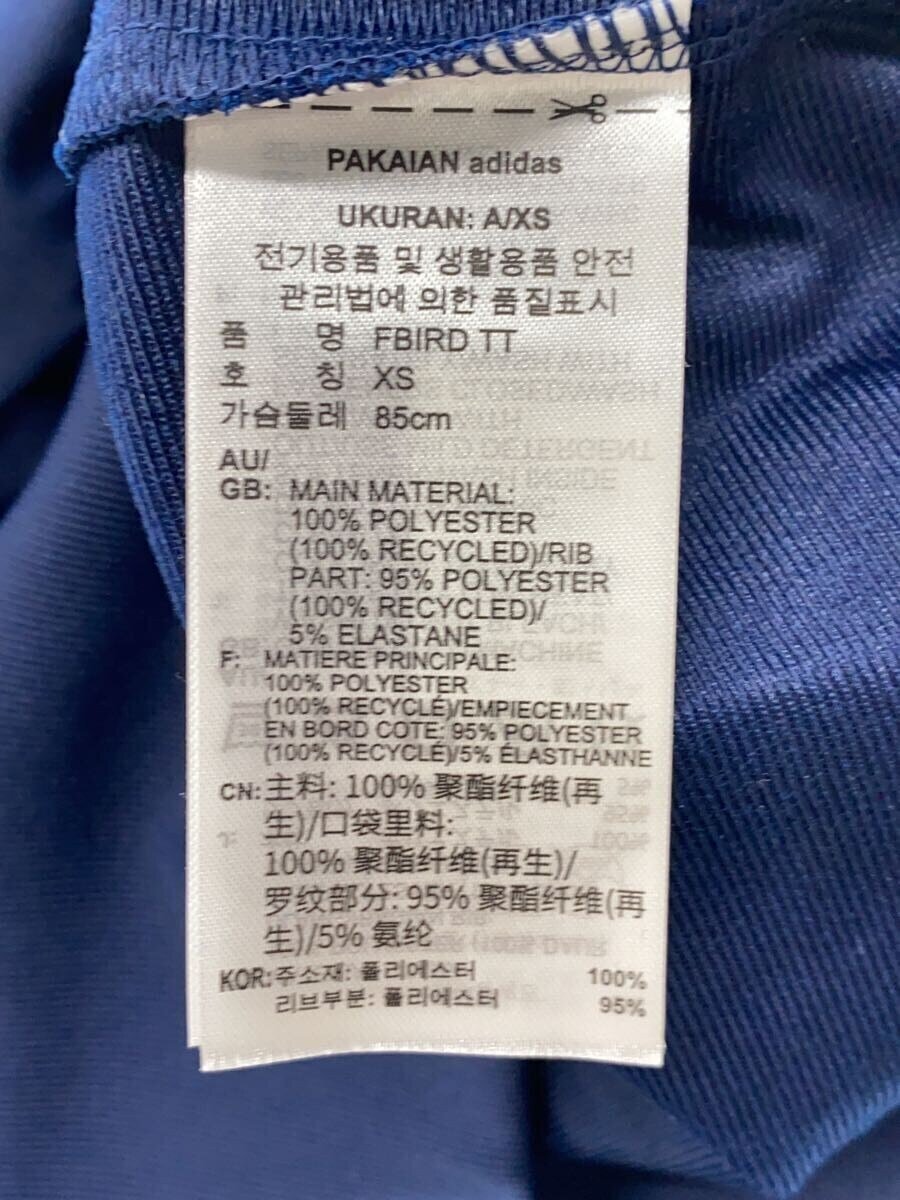 PAKAIAN adidas
UKURAN: A/XS
전기용품 및 생활용품 안전
관리법에 의한 품질표시
품 명 FBIRD TT
호 칭 XS
가슴둘레 85cm
AU/
GB: MAIN MATERIAL:
100% POLYESTER
(100% RECYCLED)/RIB
PART: 95% POLYESTER
(100% RECYCLED)/
5% ELASTANE
F: MATIERE PRINCIPALE:
100% POLYESTER
(100% RECYCLÉ)/EMPIECEMENT
EN BORD COTE: 95% POLYESTER
(100% RECYCLÉ)/5% ÉLASTHANNE
CN: 主料: 100% 聚酯纤维(再
生)/口袋里料:
100% 聚酯纤维(再生)/
罗纹部分: 95% 聚酯纤维(再
生)/5% 氨纶
KOR: 주소재: 폴리에스터 100%
리브부분: 폴리에스터 95%